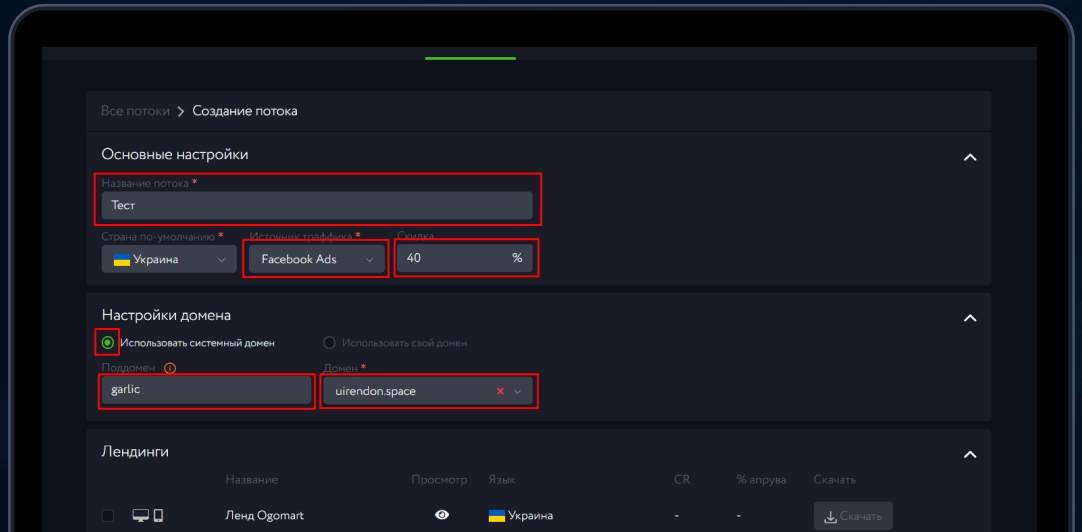 Все потоки > Создание потока
Основные настройки
Название потока *
Тест
Страна по-умолчанию * Источник траффика * Скидка
Украина Facebook Ads 40 %
Настройки домена
Использовать системный домен Использовать свой домен
Поддомен Домен *
garlic uirendon.space
Лендинги
Название Просмотр Язык CR % апрува Скачать
Ленд Ogomart Украина - - Скачать